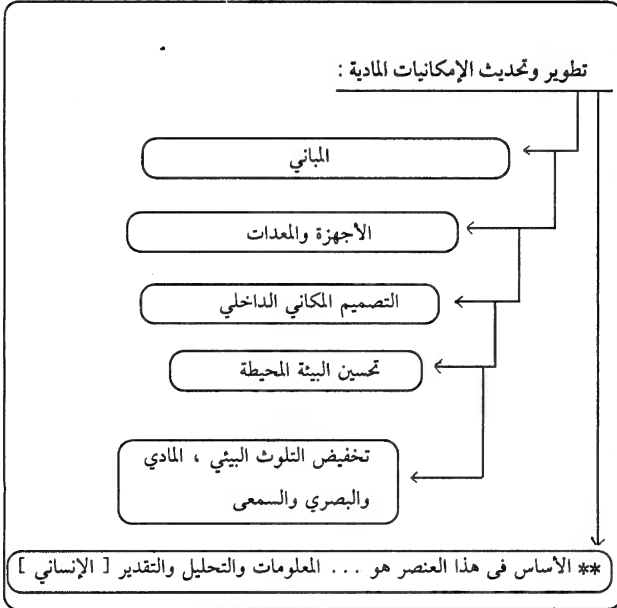 تطوير وتحديث الإمكانيات المادية :
المباني
الأجهزة والمعدات
التصميم المكاني الداخلي
تحسين البيئة المحيطة
تخفيض التلوث البيئي ، المادي
والبصري والسمعى
** الأساس فى هذا العنصر هو ... المعلومات والتحليل والتقدير [ الإنساني ]